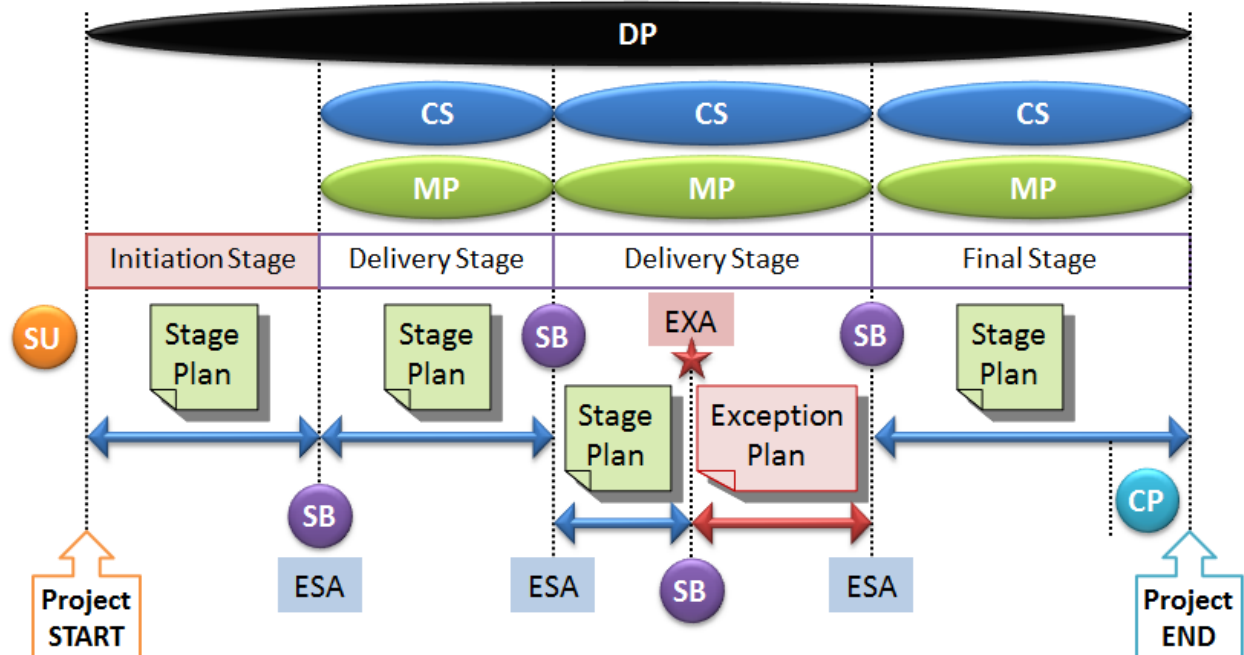 DP
CS CS CS
MP MP MP
Initiation Stage Delivery Stage Delivery Stage Final Stage
SU
Stage
Plan
Stage
Plan
SB
EXA
SB
Stage
Plan
Stage
Plan
Exception
Plan
SB
CP
ESA ESA SB ESA
Project
START
Project
END